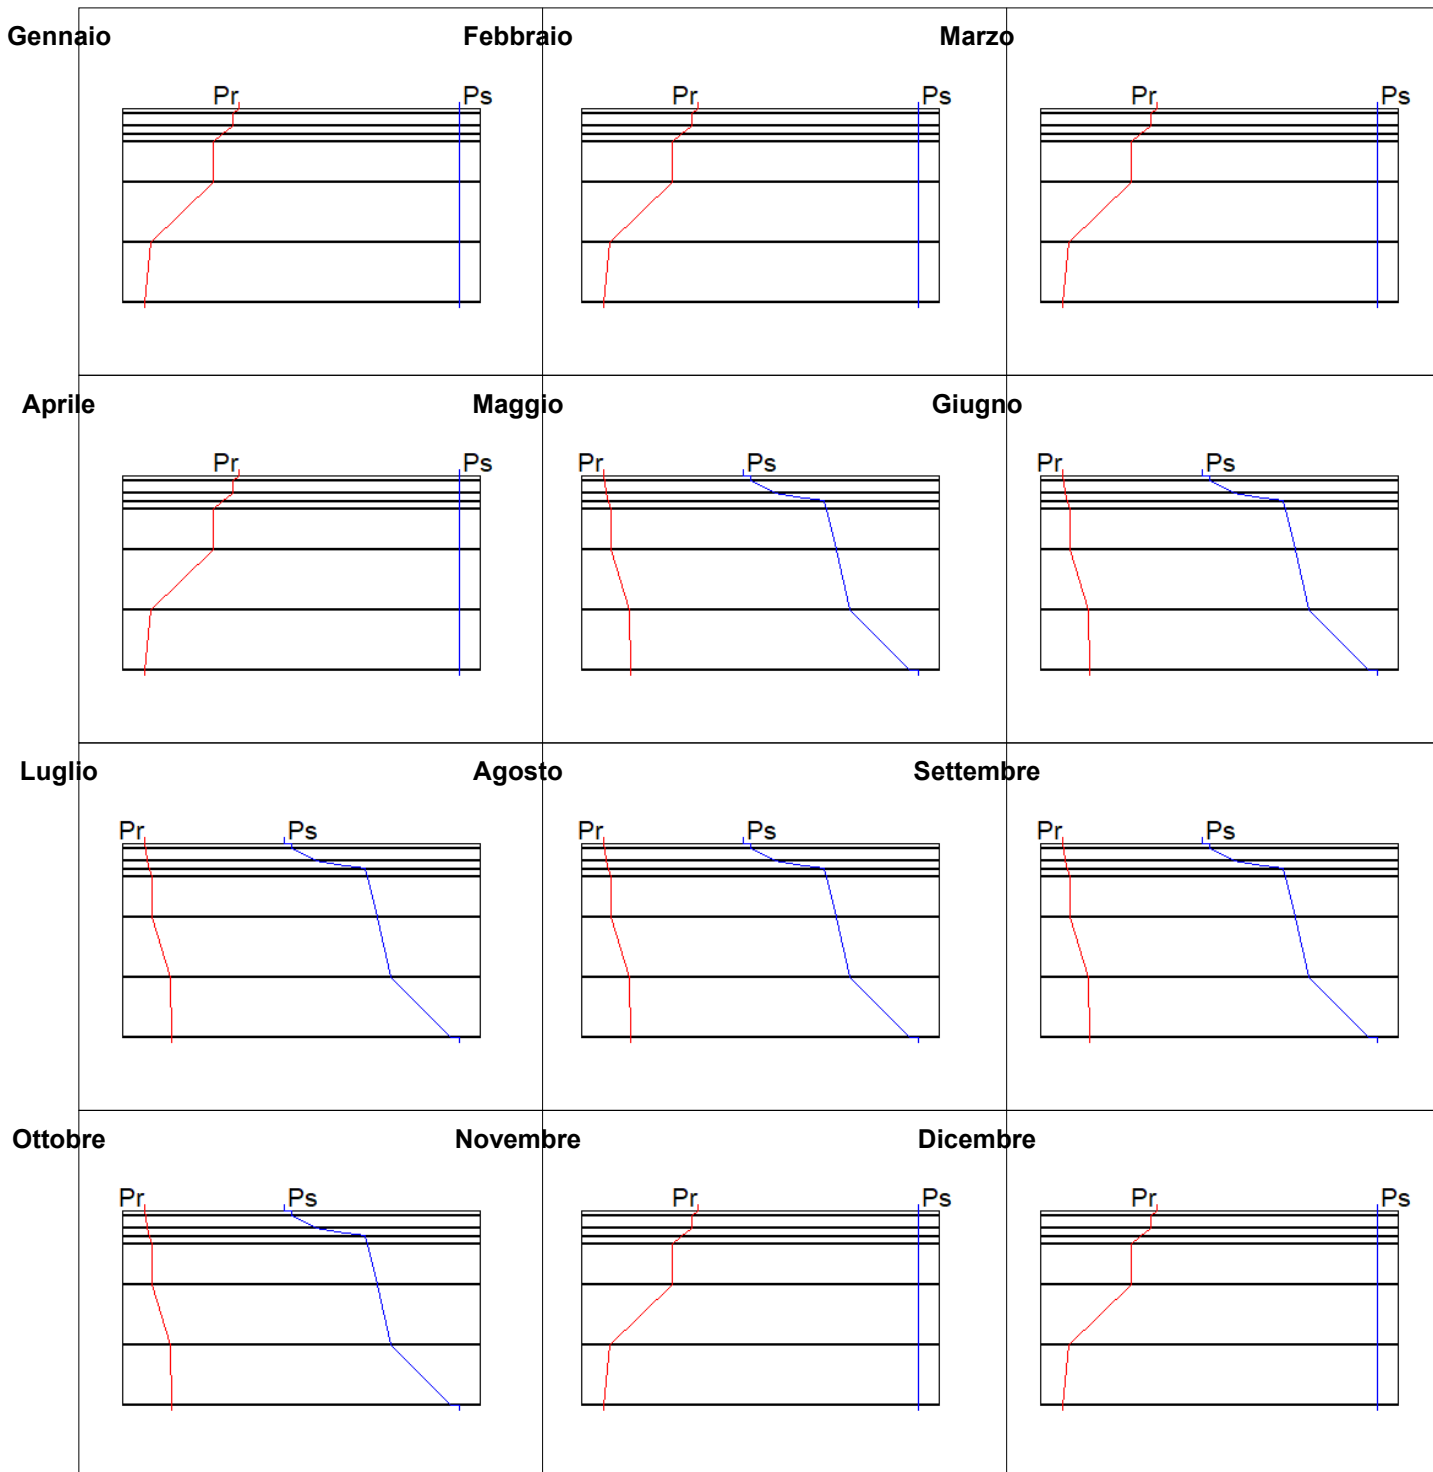 Gennaio Febbraio Marzo
Pr Ps Pr Ps Pr Ps
Aprile Maggio Giugno
Pr Ps Pr Ps Pr Ps
Luglio Agosto Settembre
Pr Ps Pr Ps Pr Ps
Ottobre Novembre Dicembre
Pr Ps Pr Ps Pr Ps